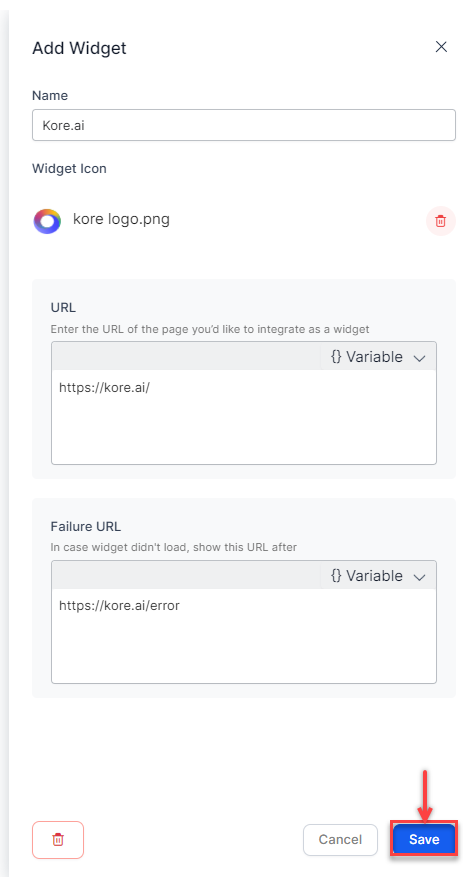 Add Widget
Name
Kore.ai
Widget Icon
kore logo.png
URL
Enter the URL of the page you'd like to integrate as a widget
{} Variable
https://kore.ai/
Failure URL
In case widget didn't load, show this URL after
{} Variable
https://kore.ai/error
Cancel Save